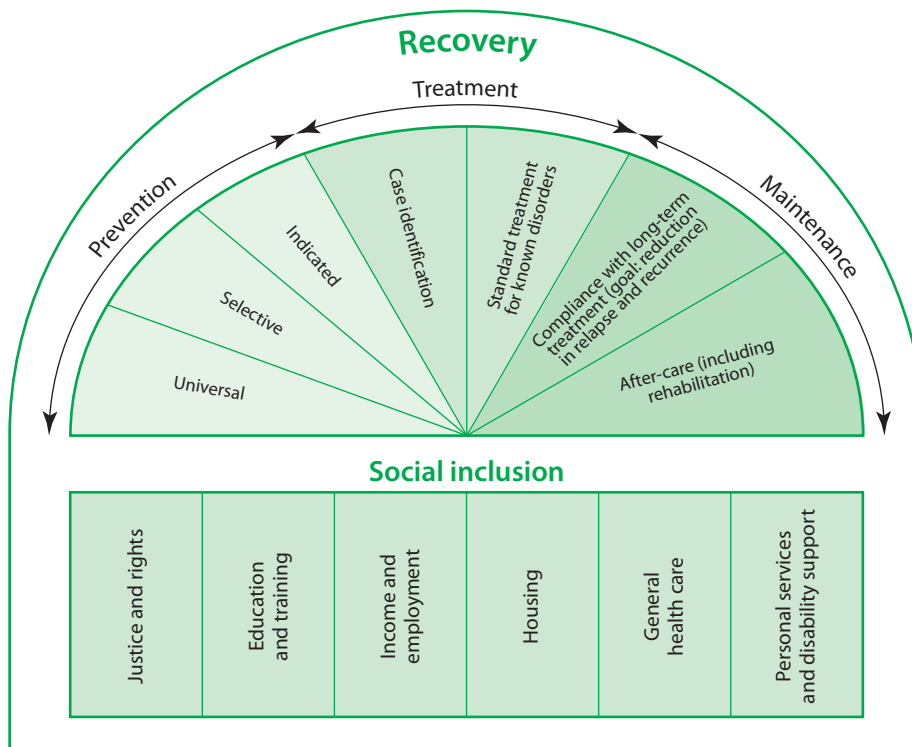 Recovery
Treatment
Prevention
Maintenance
Universal
Selective
Indicated
Case identification
Standard treatment
for known disorders
Compliance with long-term
treatment (goal: reduction
in relapse and recurrence)
After-care (including
rehabilitation)
Social inclusion
Justice and rights
Education
and training
Income and
employment
Housing
General
health care
Personal services
and disability support